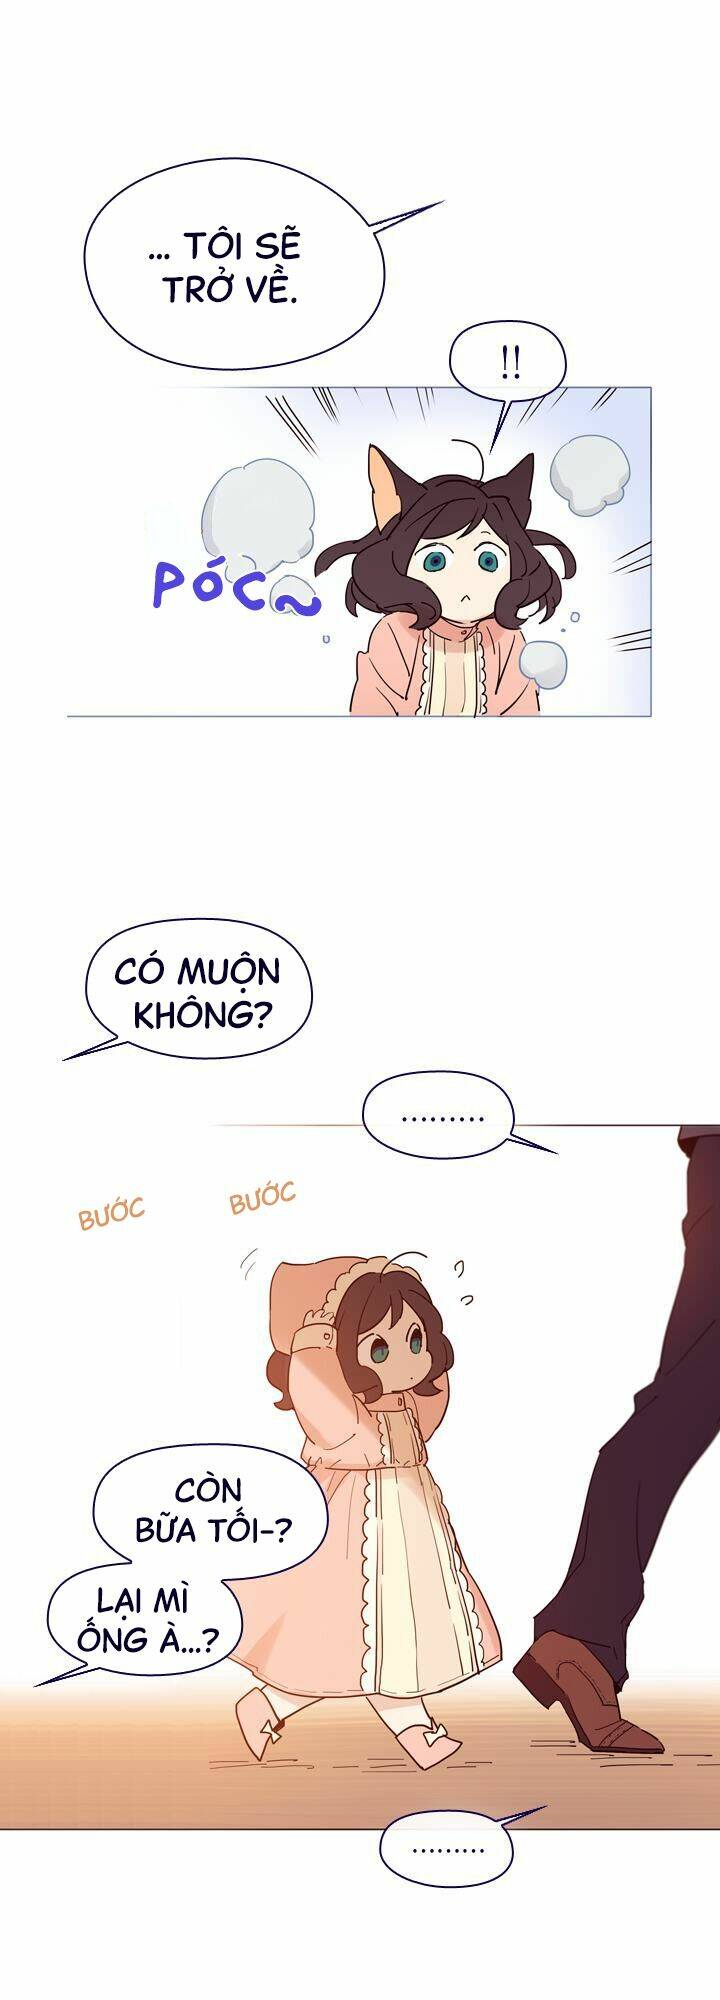 ... TÔI SẼ
TRỞ VỀ.
!!
PÓC~
CÓ MUỘN
KHÔNG?
.........
BƯỚC
BƯỚC
CÒN
BỮA TỐI-?
LẠI MÌ
ỐNG À...?
.........